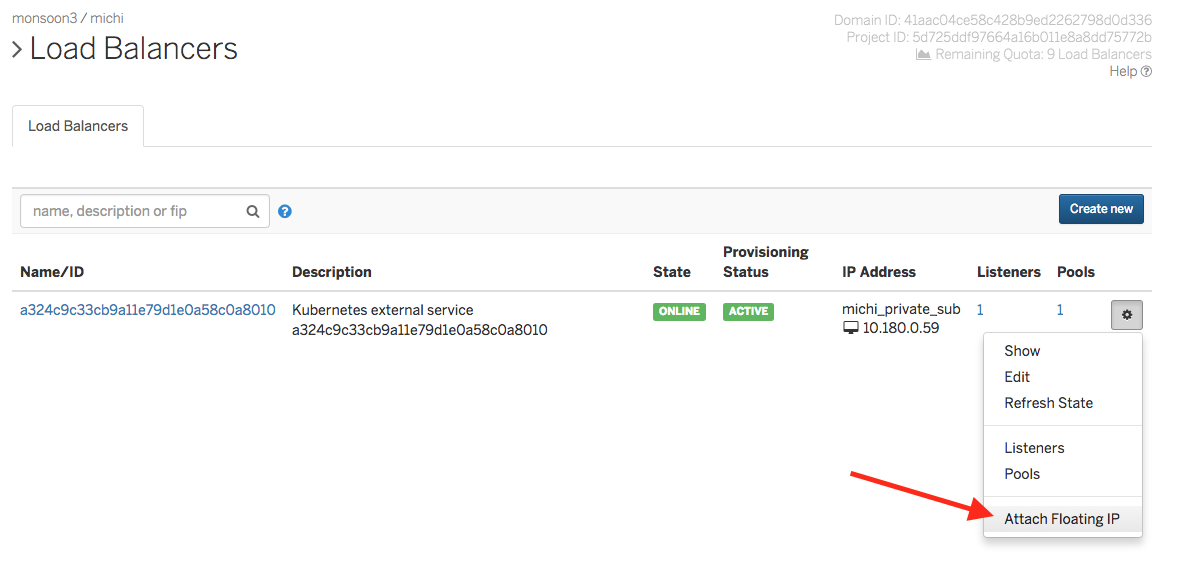 monsoon3 / michi
Load Balancers
Domain ID: 41aac04ce58c428b9ed2262798d0d336
Project ID: 5d725ddf97664a16b011e8a8dd75772b
Remaining Quota: 9 Load Balancers
Help
Load Balancers
name, description or fip
Create new
Name/ID Description State Provisioning Status IP Address Listeners Pools
a324c9c33cb9a11e79d1e0a58c0a8010 Kubernetes external service ONLINE ACTIVE michi_private_sub 1 1
a324c9c33cb9a11e79d1e0a58c0a8010 10.180.0.59
Show
Edit
Refresh State
Listeners
Pools
Attach Floating IP